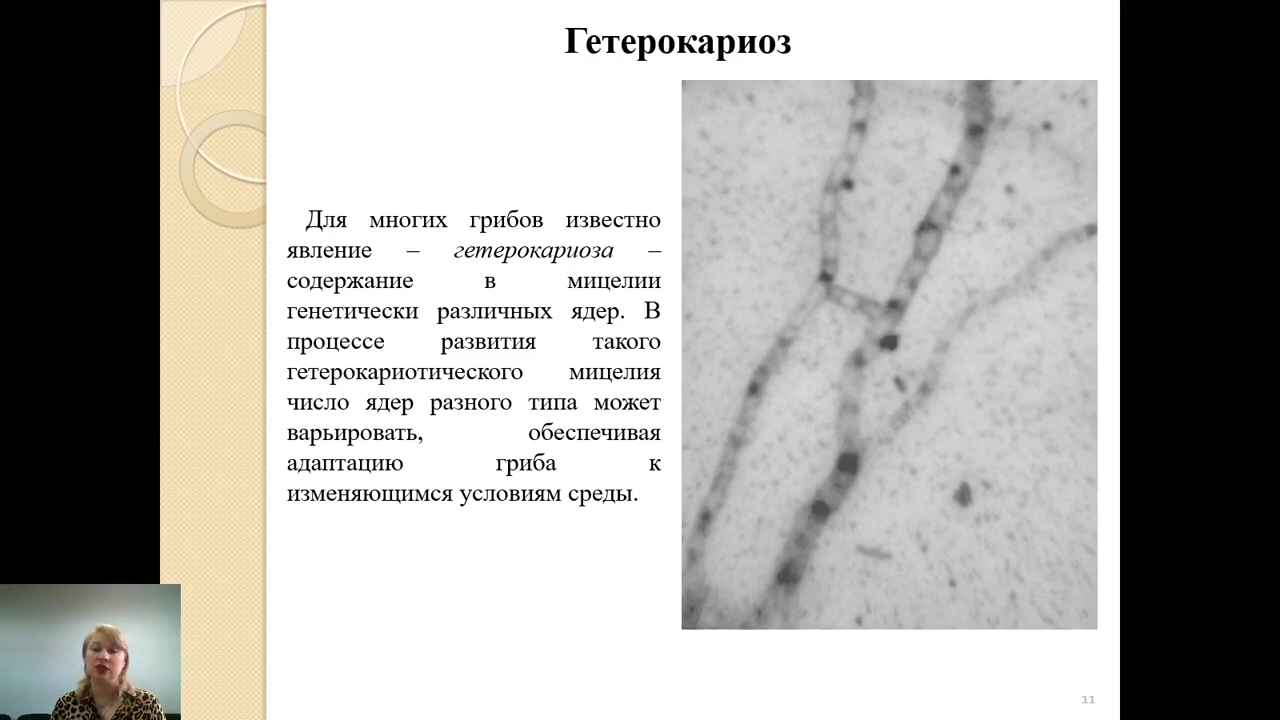 Гетерокариоз
Для многих грибов известно
явление – гетерокариоза –
содержание в мицелии
генетически различных ядер. В
процессе развития такого
гетерокариотического мицелия
число ядер разного типа может
варьировать, обеспечивая
адаптацию гриба к
изменяющимся условиям среды.
11